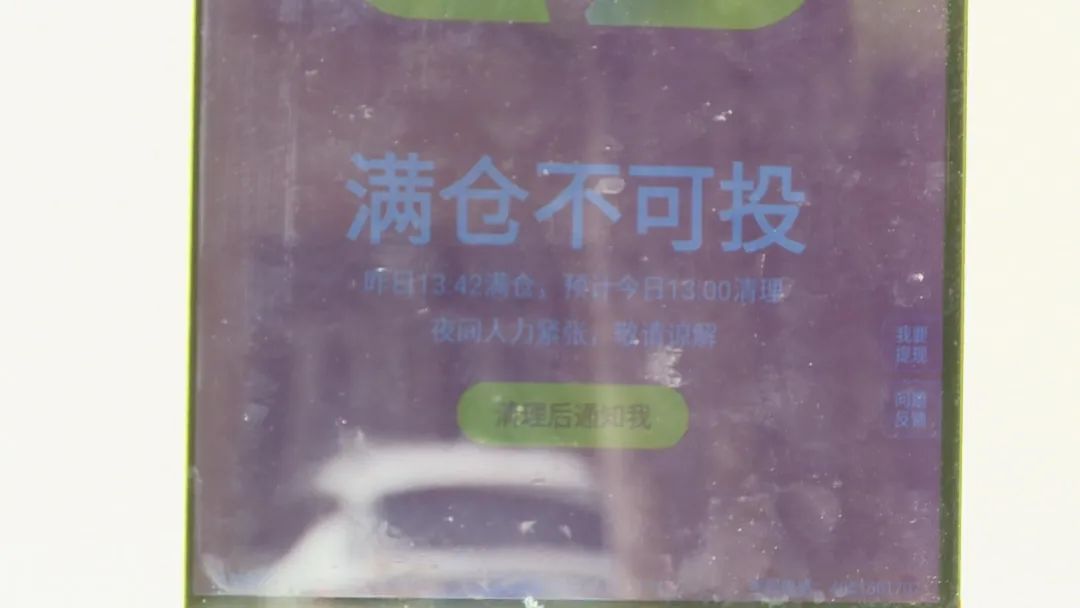 满仓不可投
昨日13:42满仓，预计今日13:00清理
夜间人力紧张，敬请谅解
我要
提现
问题
反馈
清理后通知我